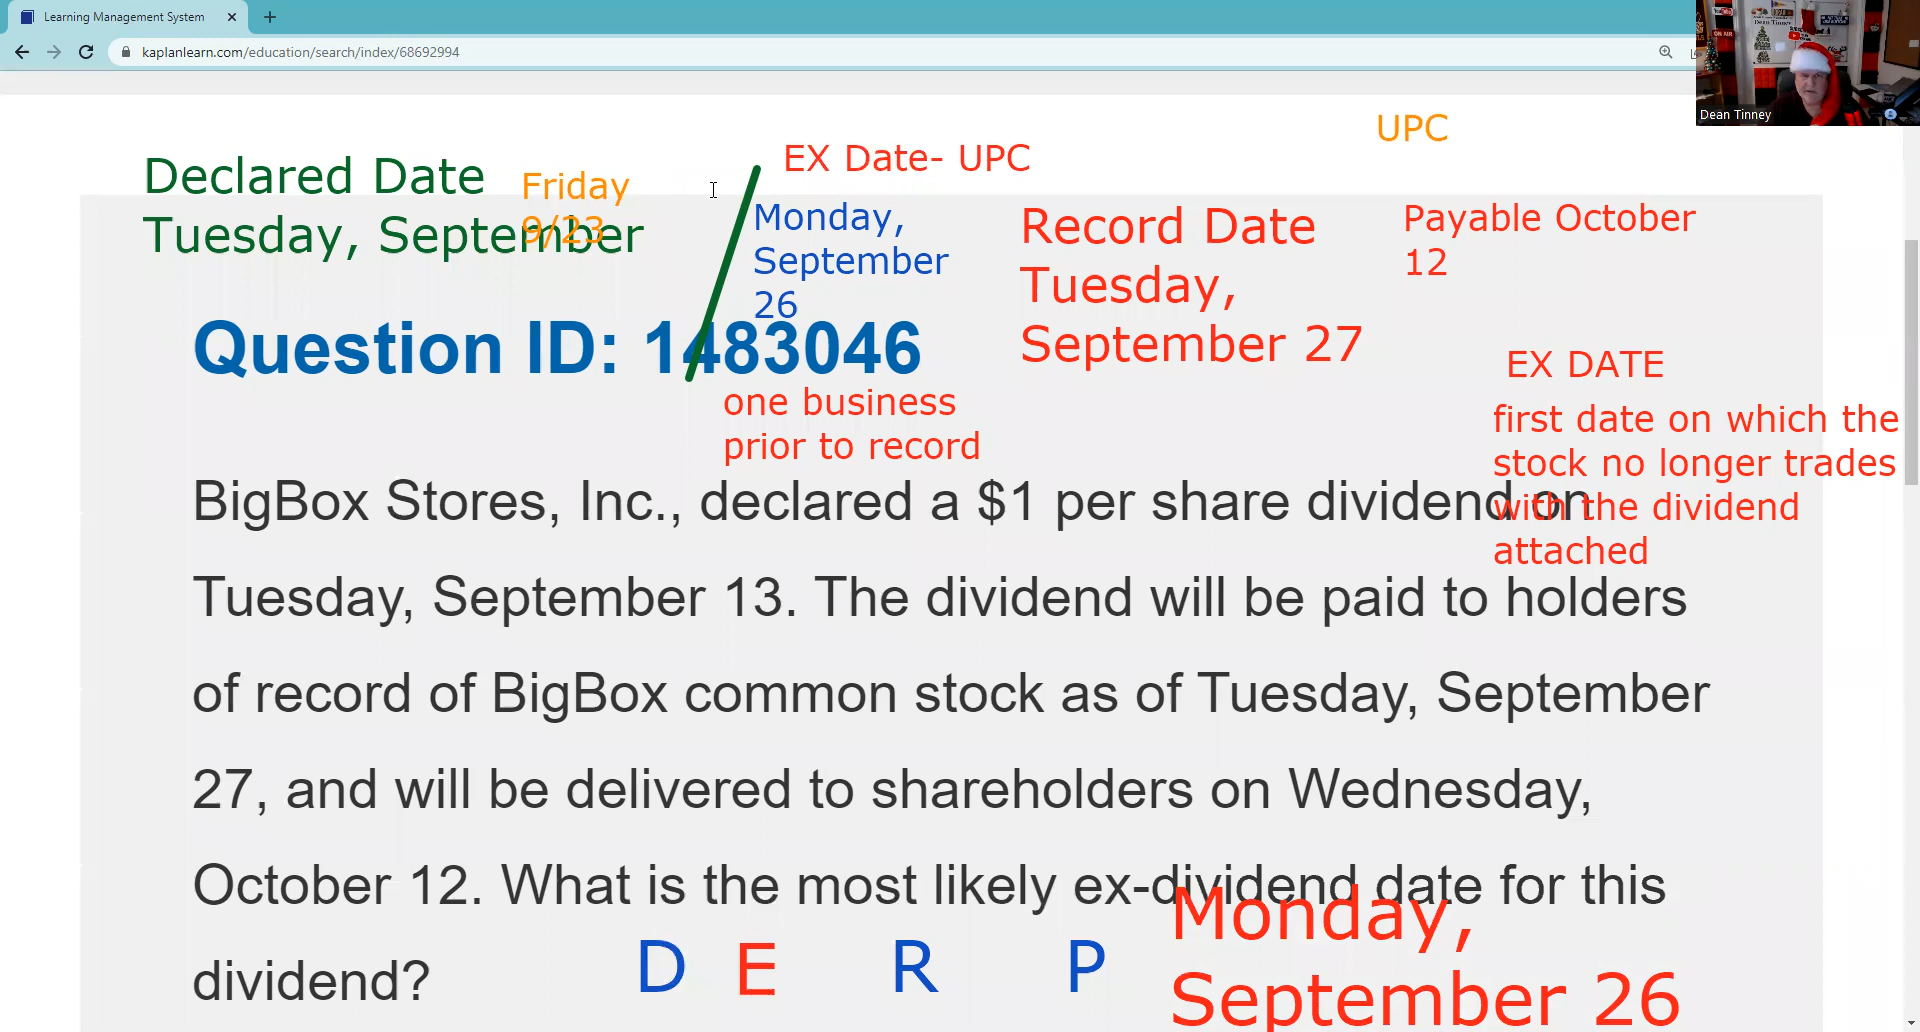 Learning Management System
kaplanlearn.com/education/search/index/68692994
Dean Tinney
UPC
EX Date- UPC
Declared Date
Tuesday, September
Friday
9/23
Monday,
September
26
Record Date
Tuesday,
September 27
Payable October
12
Question ID: 1483046
one business
prior to record
EX DATE
first date on which the
stock no longer trades
with the dividend
attached
BigBox Stores, Inc., declared a $1 per share dividend on
Tuesday, September 13. The dividend will be paid to holders
of record of BigBox common stock as of Tuesday, September
27, and will be delivered to shareholders on Wednesday,
October 12. What is the most likely ex-dividend date for this
dividend?
D E R P
Monday,
September 26